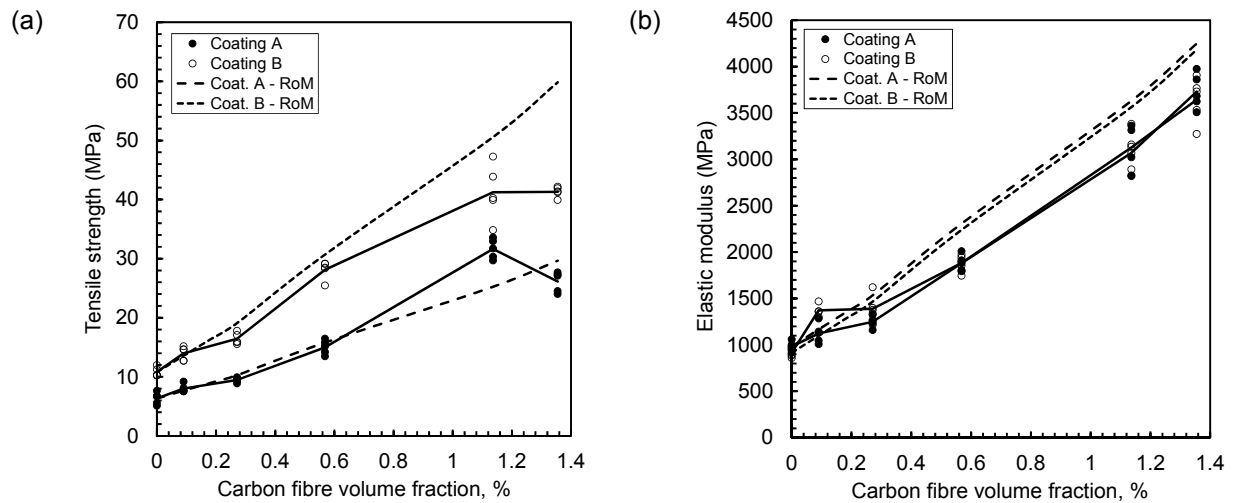 (a)
Tensile strength (MPa)
70
60
50
40
30
20
10
0
Coating A
Coating B
Coat. A - RoM
Coat. B - RoM
0 0.2 0.4 0.6 0.8 1 1.2 1.4
Carbon fibre volume fraction, %
(b)
Elastic modulus (MPa)
4500
4000
3500
3000
2500
2000
1500
1000
500
0
Coating A
Coating B
Coat. A - RoM
Coat. B - RoM
0 0.2 0.4 0.6 0.8 1 1.2 1.4
Carbon fibre volume fraction, %